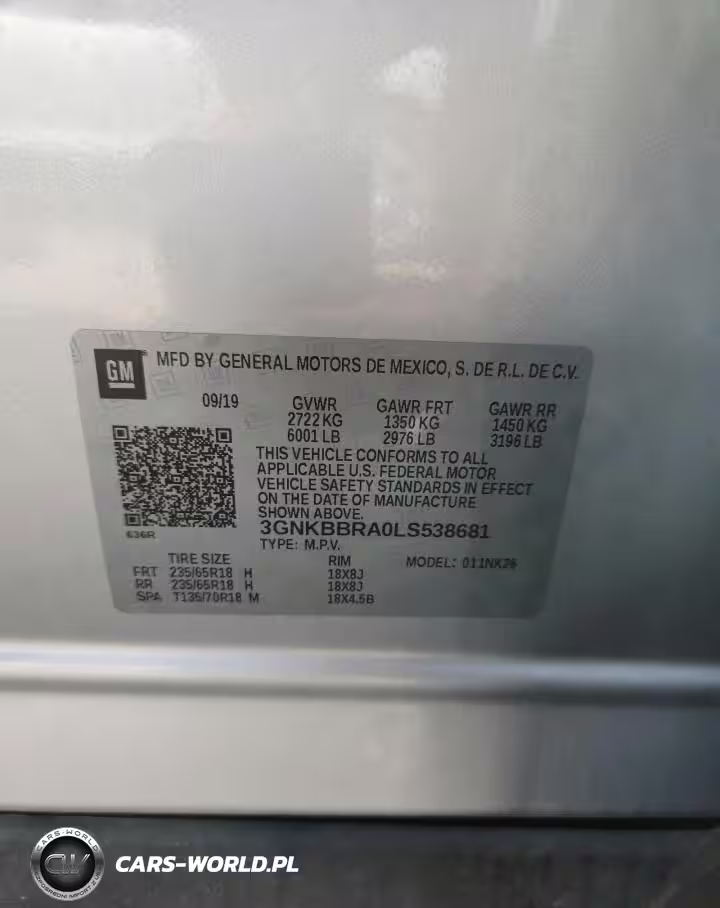 GM
MFD BY GENERAL MOTORS DE MEXICO, S. DE R.L. DE C.V.
09/19 GVWR GAWR FRT GAWR RR
2722 KG 1350 KG 1450 KG
6001 LB 2976 LB 3196 LB
THIS VEHICLE CONFORMS TO ALL
APPLICABLE U.S. FEDERAL MOTOR
VEHICLE SAFETY STANDARDS IN EFFECT
ON THE DATE OF MANUFACTURE
SHOWN ABOVE.
636R
3GNKBBRA0LS538681
TYPE: M.P.V.
TIRE SIZE RIM MODEL: 011NK26
FRT 235/65R18 H 18X8J
RR 235/65R18 H 18X8J
SPA T135/70R18 M 18X4.5B
CARS-WORLD
CARS-WORLD.PL